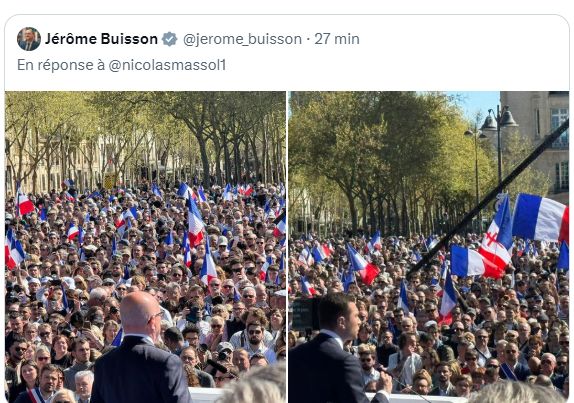 Jérôme Buisson @jerome_buisson · 27 min
En réponse à @nicolasmassol1